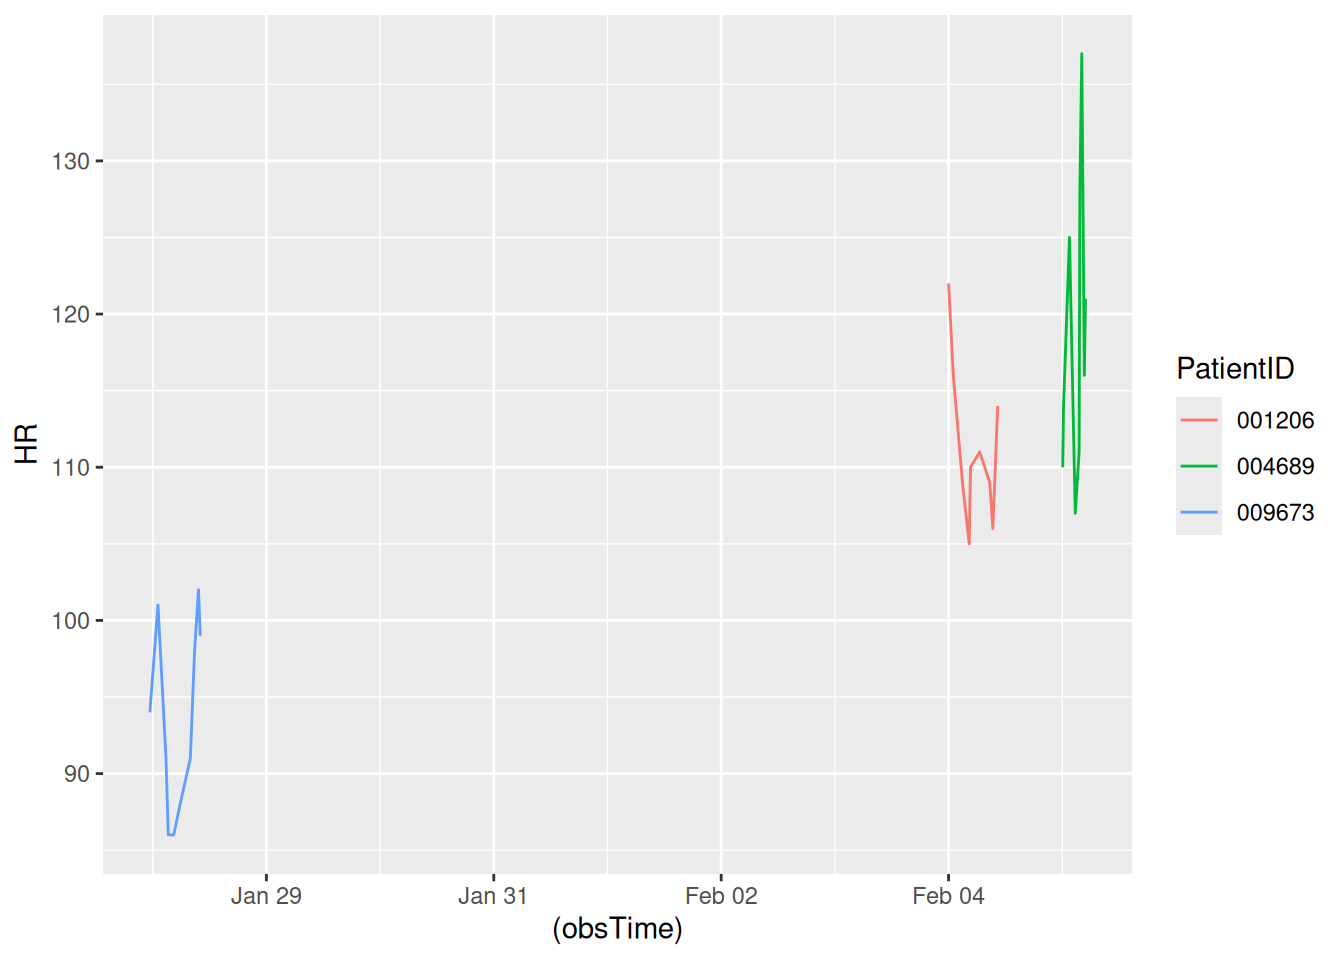 130
120
110
100
90
HR
Jan 29
Jan 31
Feb 02
Feb 04
(obsTime)
PatientID
001206
004689
009673